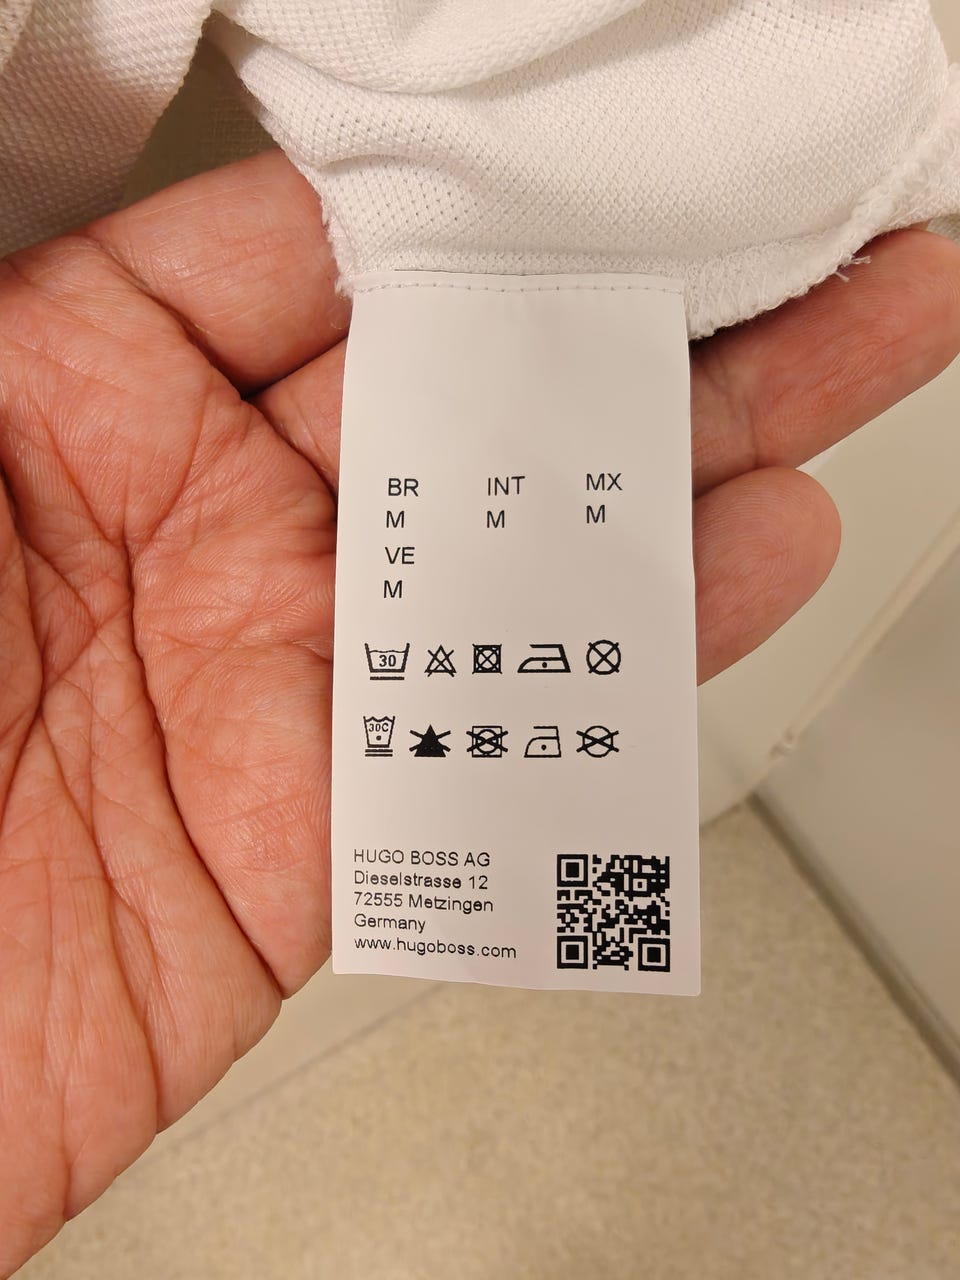 BR INT MX
M M M
VE
M
30
30C
HUGO BOSS AG
Dieselstrasse 12
72555 Metzingen
Germany
www.hugoboss.com